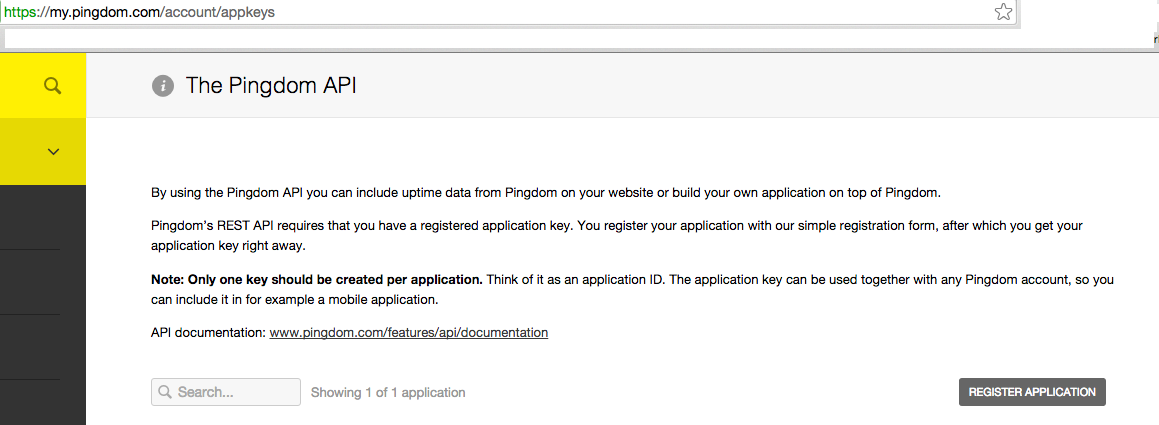 https://my.pingdom.com/account/appkeys
The Pingdom API
By using the Pingdom API you can include uptime data from Pingdom on your website or build your own application on top of Pingdom.
Pingdom's REST API requires that you have a registered application key. You register your application with our simple registration form, after which you get your
application key right away.
Note: Only one key should be created per application. Think of it as an application ID. The application key can be used together with any Pingdom account, so you
can include it in for example a mobile application.
API documentation: www.pingdom.com/features/api/documentation
Search... Showing 1 of 1 application REGISTER APPLICATION